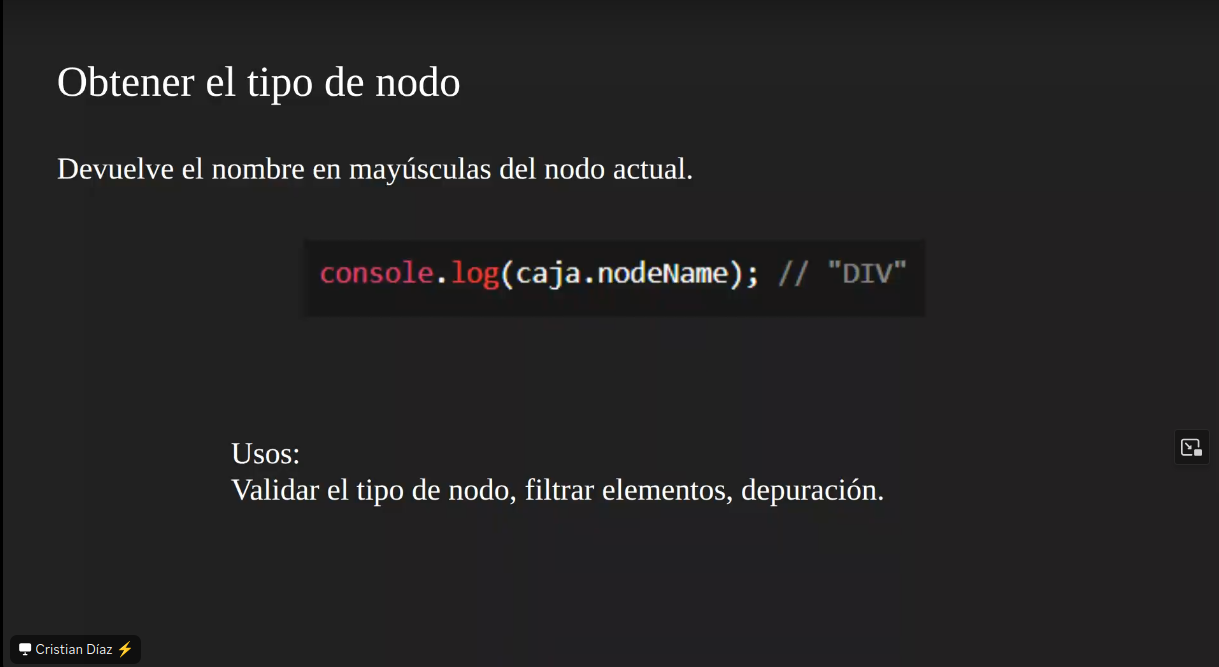 Obtener el tipo de nodo
Devuelve el nombre en mayúsculas del nodo actual.
console.log(caja.nodeName); // "DIV"
Usos:
Validar el tipo de nodo, filtrar elementos, depuración.
Cristian Díaz ⚡